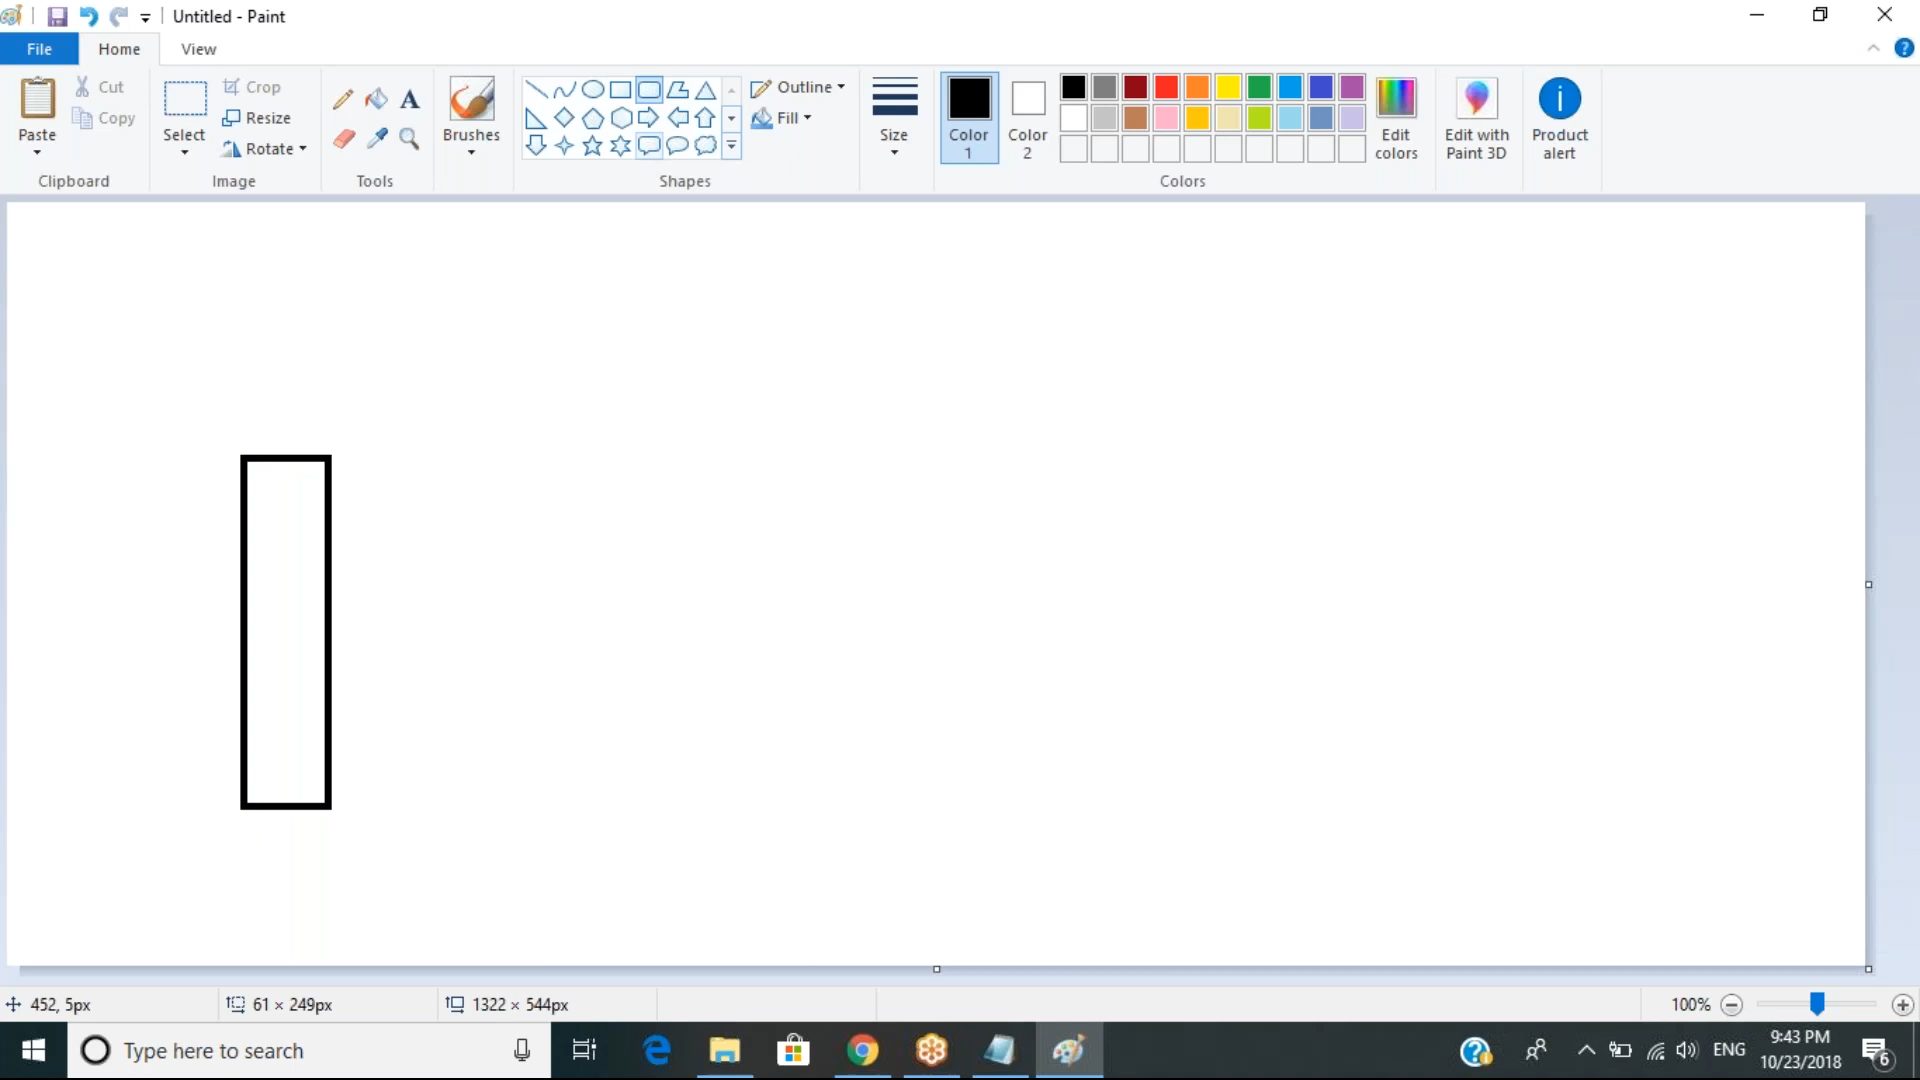 Untitled - Paint
File Home View
Paste Cut Copy
Clipboard
Select Crop Resize Rotate
Image
A
Tools
Brushes
Outline Fill
Shapes
Size
Color 1 Color 2
Edit colors
Colors
Edit with Paint 3D
Product alert
452, 5px 61 × 249px 1322 × 544px 100%
Type here to search
ENG
9:43 PM
10/23/2018
6